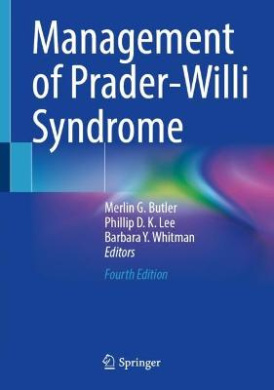 Management
of Prader-Willi
Syndrome
Merlin G. Butler
Phillip D. K. Lee
Barbara Y. Whitman
Editors
Fourth Edition
Springer